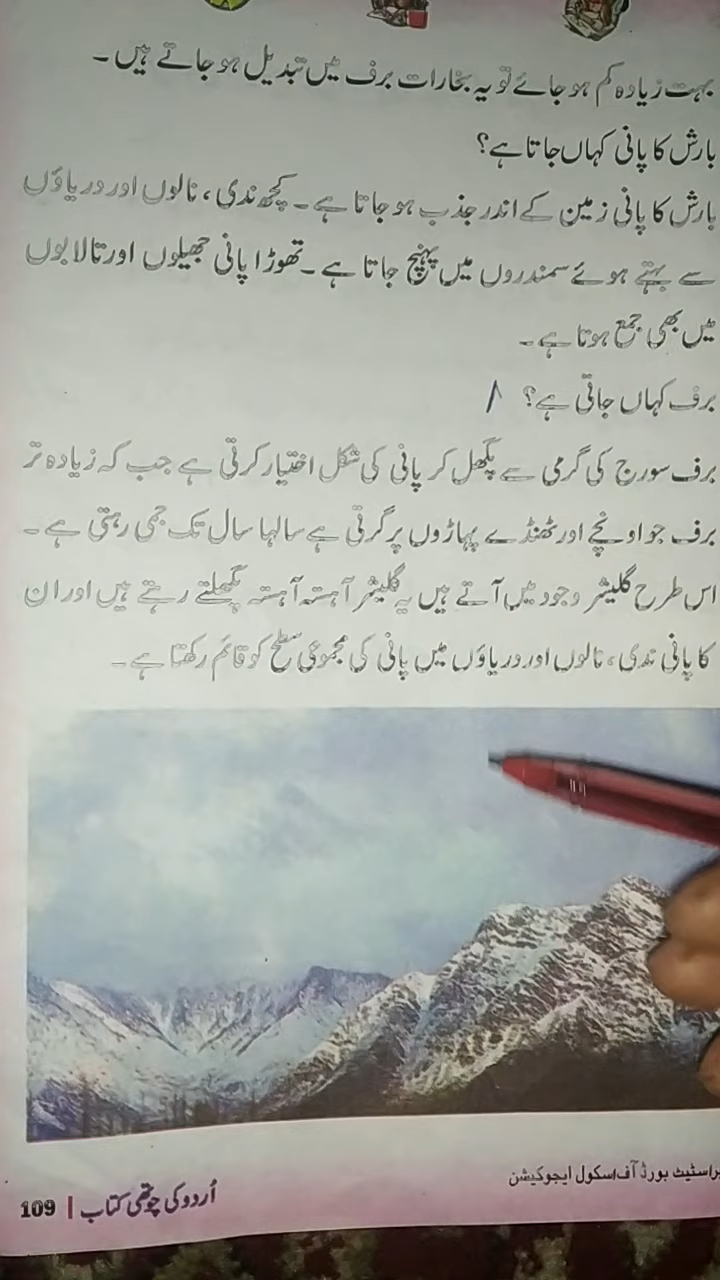 بہت زیادہ کم ہو جائے تو یہ بخارات برف میں تبدیل ہو جاتے ہیں۔
بارش کا پانی کہاں جاتا ہے؟
بارش کا پانی زمین کے اندر جذب ہو جاتا ہے۔ کچھ ندی، نالوں اور دریاؤں
سے بہتے ہوئے سمندروں میں پہنچ جاتا ہے۔ تھوڑا پانی جھیلوں اور تالابوں
میں بھی جمع ہوتا ہے۔
برف کہاں جاتی ہے؟
برف سورج کی گرمی سے پگھل کر پانی کی شکل اختیار کرتی ہے جب کہ زیادہ تر
برف جو اونچے اور ٹھنڈے پہاڑوں پر گرتی ہے سالہا سال تک جمی رہتی ہے۔
اس طرح گلیشر وجود میں آتے ہیں یہ گلیشر آہستہ آہستہ پگھلتے رہتے ہیں اور ان
کا پانی ندی، نالوں اور دریاؤں میں پانی کی مجموعی سطح کو قائم رکھتا ہے۔
اسٹیٹ بورڈ آف اسکول ایجوکیشن
اُردو کی چوتھی کتاب | 109